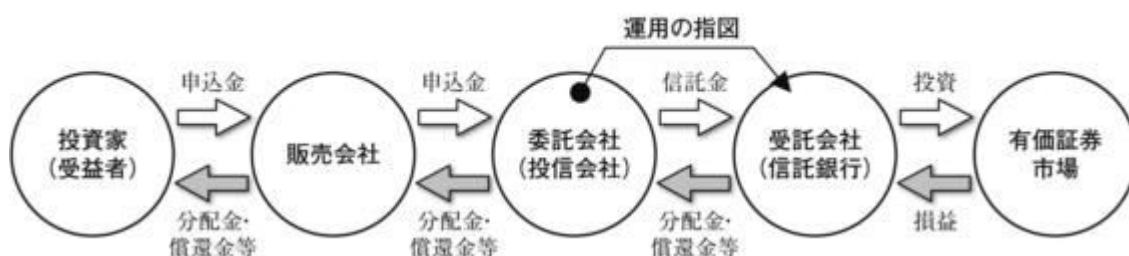 運用の指図
申込金
申込金
信託金
投資
投資家
(受益者)
販売会社
委託会社
(投信会社)
受託会社
(信託銀行)
有価証券
市場
分配金・
償還金等
分配金・
償還金等
分配金・
償還金等
損益